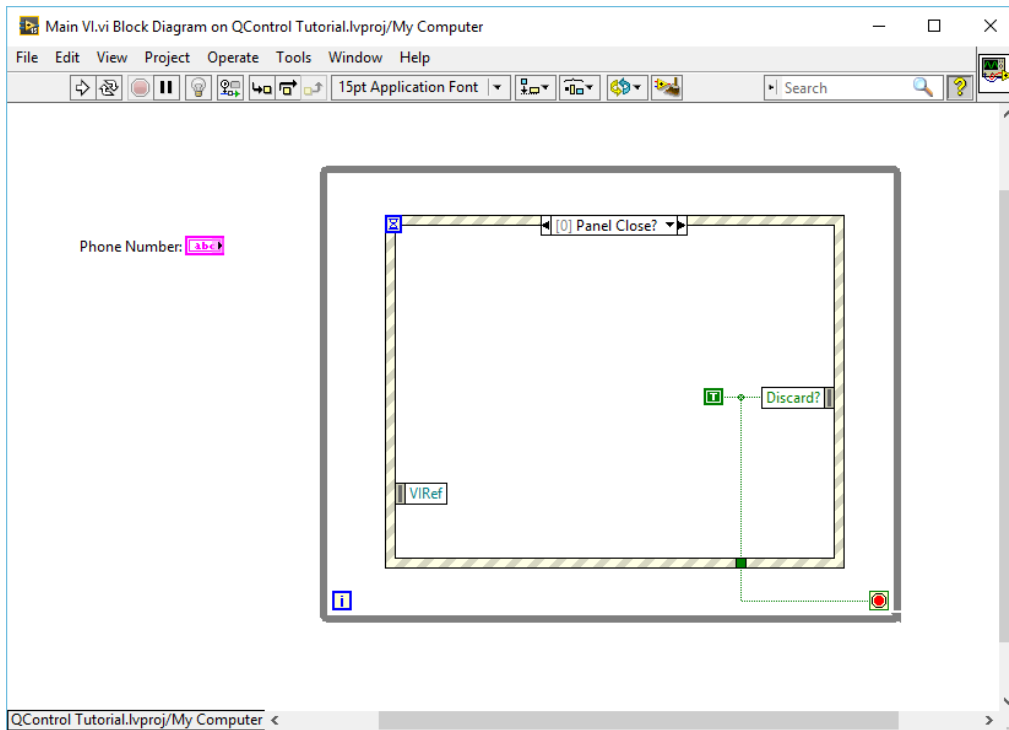 Main VI.vi Block Diagram on QControl Tutorial.lvproj/My Computer
File Edit View Project Operate Tools Window Help
15pt Application Font
Search
?
[0] Panel Close?
Phone Number: abc
T
Discard?
VIRef
i
QControl Tutorial.lvproj/My Computer